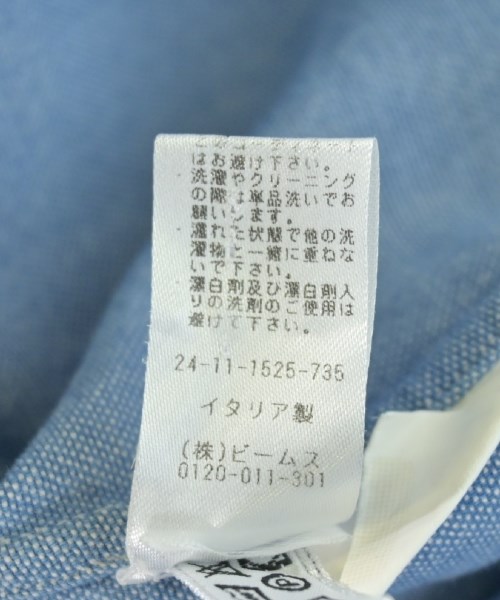 はお避け下さい。
・洗濯やクリーニング
の際は単品洗いでお
願いします。
・濡れた状態で他の洗
濯物と一緒に重ねな
いで下さい。
・漂白剤及び漂白剤入
りの洗剤のご使用は
避けて下さい。
24-11-1525-735
イタリア製
(株)ビームス
0120-011-301